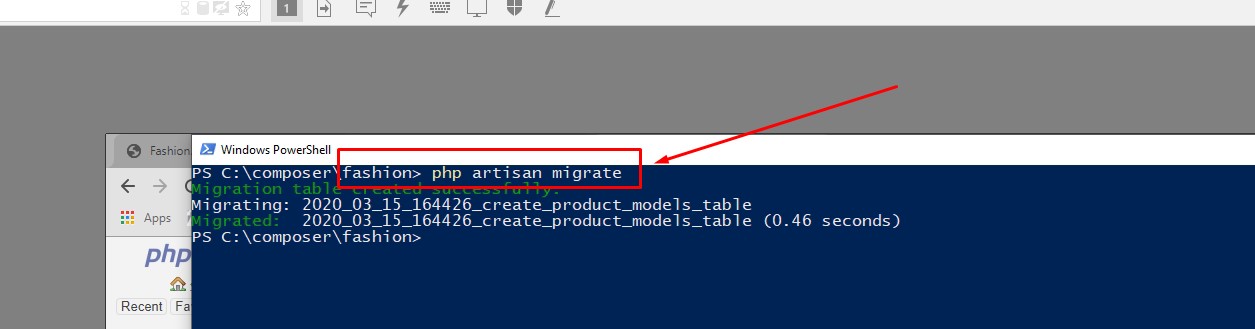 1
Fashion
Windows PowerShell
PS C:\composer\fashion> php artisan migrate
Migration table created successfully.
Migrating: 2020_03_15_164426_create_product_models_table
Migrated:  2020_03_15_164426_create_product_models_table (0.46 seconds)
PS C:\composer\fashion>
Apps
php
Recent